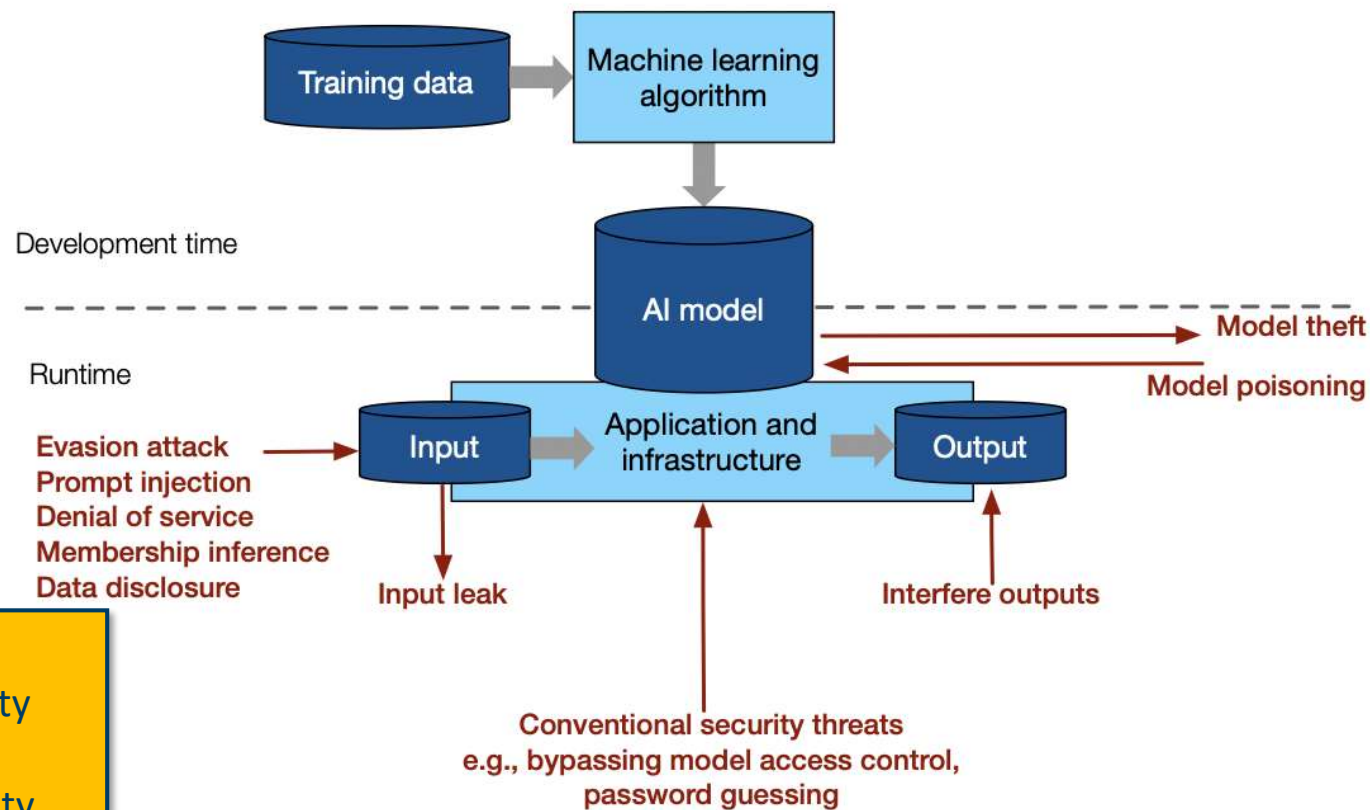 Training data
Machine learning
algorithm
Development time
AI model
Model theft
Runtime
Model poisoning
Evasion attack
Prompt injection
Denial of service
Membership inference
Data disclosure
Input
Application and
infrastructure
Output
Input leak
Interfere outputs
Conventional security threats
e.g., bypassing model access control,
password guessing
ty
ty